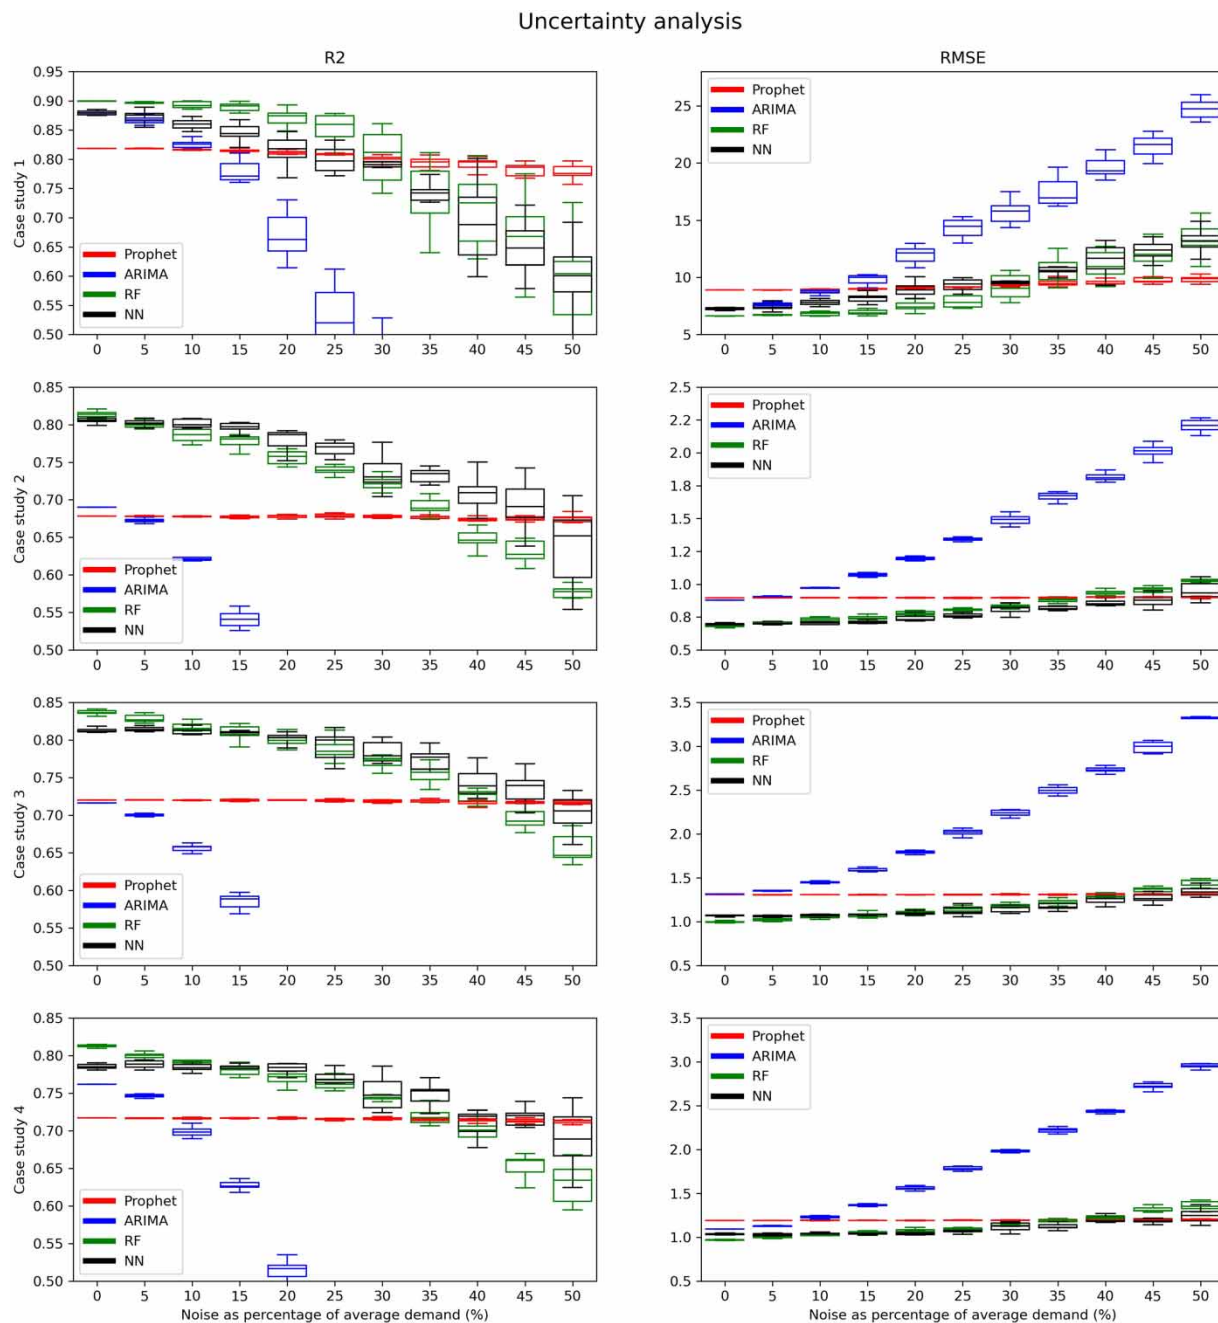 Uncertainty analysis
R2
0.95
0.90
0.85
0.80
0.75
0.70
0.65
0.60
0.55
0.50
Case study 1
Prophet
ARIMA
RF
NN
0 5 10 15 20 25 30 35 40 45 50
RMSE
25
20
15
10
5
Prophet
ARIMA
RF
NN
0 5 10 15 20 25 30 35 40 45 50
0.85
0.80
0.75
0.70
0.65
0.60
0.55
0.50
Case study 2
Prophet
ARIMA
RF
NN
0 5 10 15 20 25 30 35 40 45 50
2.5
2.2
2.0
1.8
1.5
1.2
1.0
0.8
0.5
Prophet
ARIMA
RF
NN
0 5 10 15 20 25 30 35 40 45 50
0.85
0.80
0.75
0.70
0.65
0.60
0.55
0.50
Case study 3
Prophet
ARIMA
RF
NN
0 5 10 15 20 25 30 35 40 45 50
3.5
3.0
2.5
2.0
1.5
1.0
0.5
Prophet
ARIMA
RF
NN
0 5 10 15 20 25 30 35 40 45 50
0.85
0.80
0.75
0.70
0.65
0.60
0.55
0.50
Case study 4
Prophet
ARIMA
RF
NN
0 5 10 15 20 25 30 35 40 45 50
Noise as percentage of average demand (%)
3.5
3.0
2.5
2.0
1.5
1.0
0.5
Prophet
ARIMA
RF
NN
0 5 10 15 20 25 30 35 40 45 50
Noise as percentage of average demand (%)